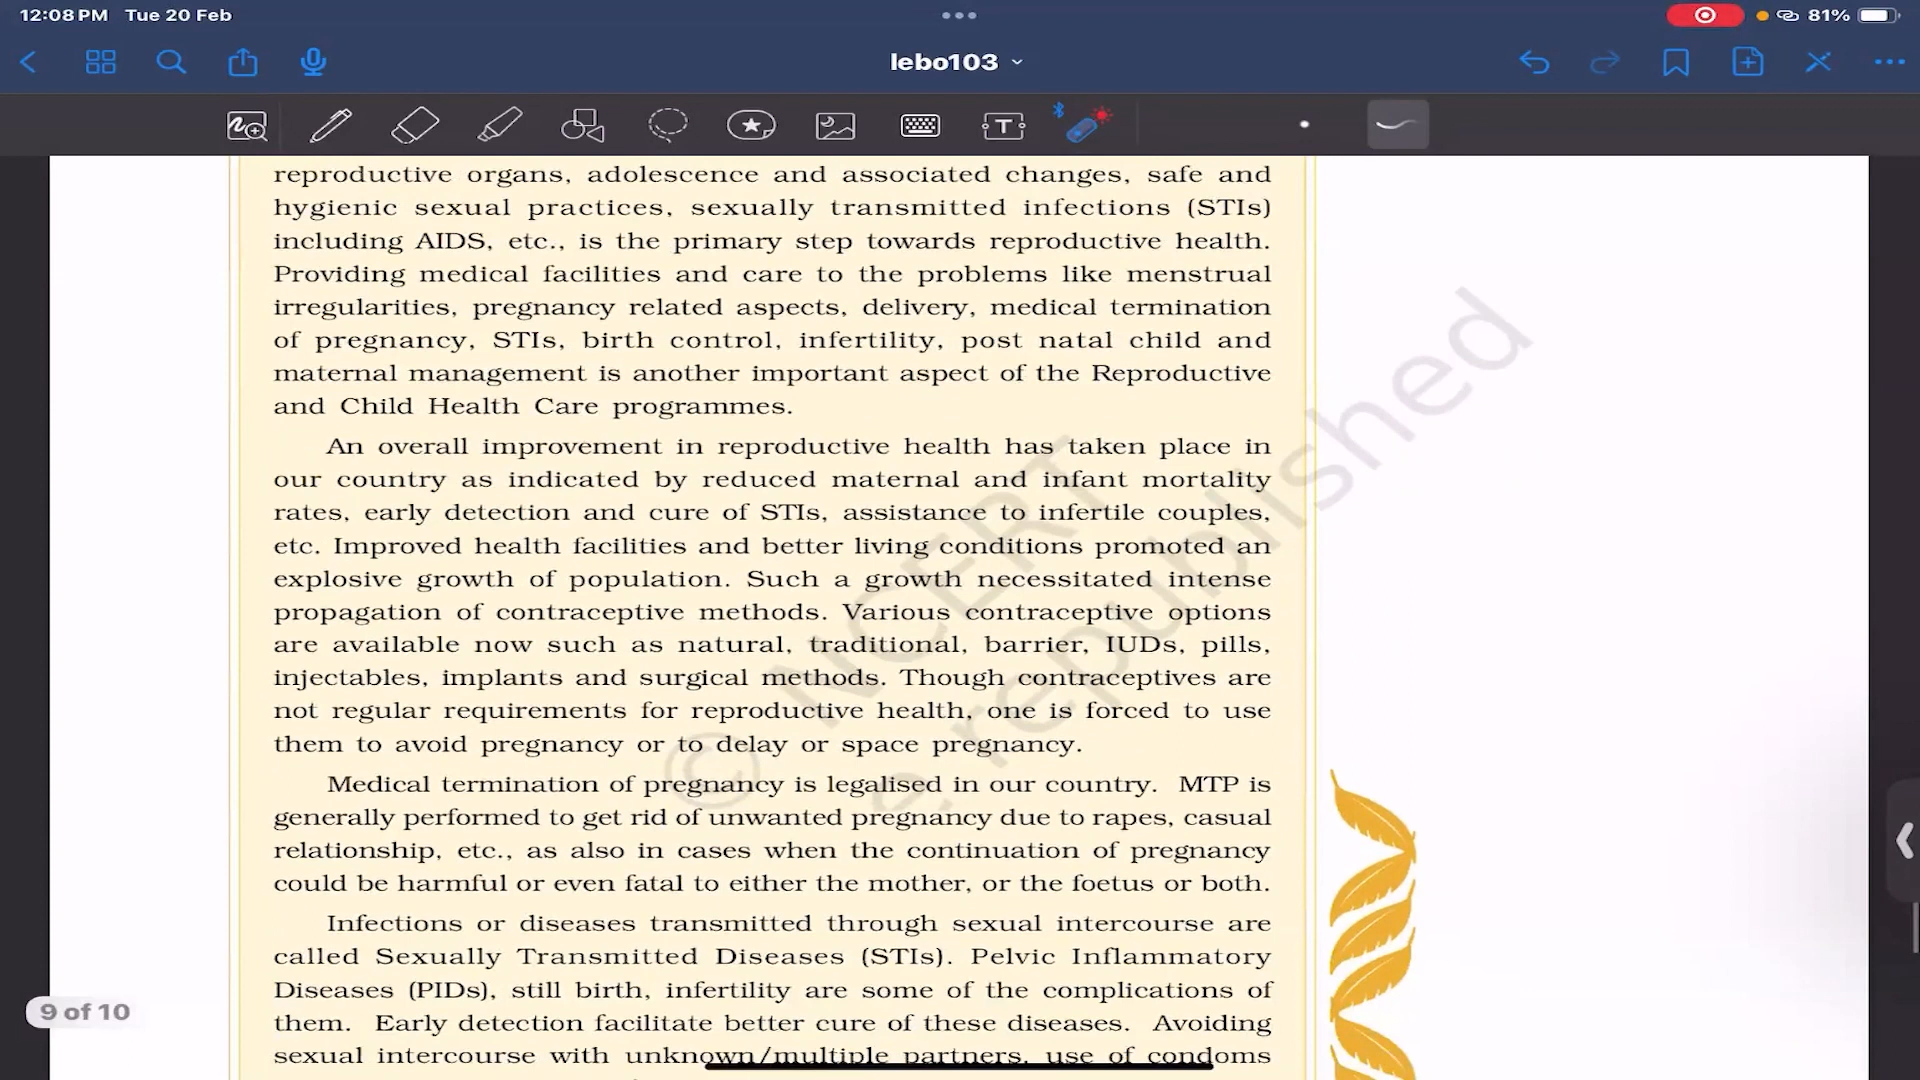 12:08 PM Tue 20 Feb
81%
lebo103
T
reproductive organs, adolescence and associated changes, safe and
hygienic sexual practices, sexually transmitted infections (STIs)
including AIDS, etc., is the primary step towards reproductive health.
Providing medical facilities and care to the problems like menstrual
irregularities, pregnancy related aspects, delivery, medical termination
of pregnancy, STIs, birth control, infertility, post natal child and
maternal management is another important aspect of the Reproductive
and Child Health Care programmes.
An overall improvement in reproductive health has taken place in
our country as indicated by reduced maternal and infant mortality
rates, early detection and cure of STIs, assistance to infertile couples,
etc. Improved health facilities and better living conditions promoted an
explosive growth of population. Such a growth necessitated intense
propagation of contraceptive methods. Various contraceptive options
are available now such as natural, traditional, barrier, IUDs, pills,
injectables, implants and surgical methods. Though contraceptives are
not regular requirements for reproductive health, one is forced to use
them to avoid pregnancy or to delay or space pregnancy.
Medical termination of pregnancy is legalised in our country. MTP is
generally performed to get rid of unwanted pregnancy due to rapes, casual
relationship, etc., as also in cases when the continuation of pregnancy
could be harmful or even fatal to either the mother, or the foetus or both.
Infections or diseases transmitted through sexual intercourse are
called Sexually Transmitted Diseases (STIs). Pelvic Inflammatory
Diseases (PIDs), still birth, infertility are some of the complications of
them. Early detection facilitate better cure of these diseases. Avoiding
sexual intercourse with unknown/multiple partners, use of condoms
© NCERT
republished
9 of 10